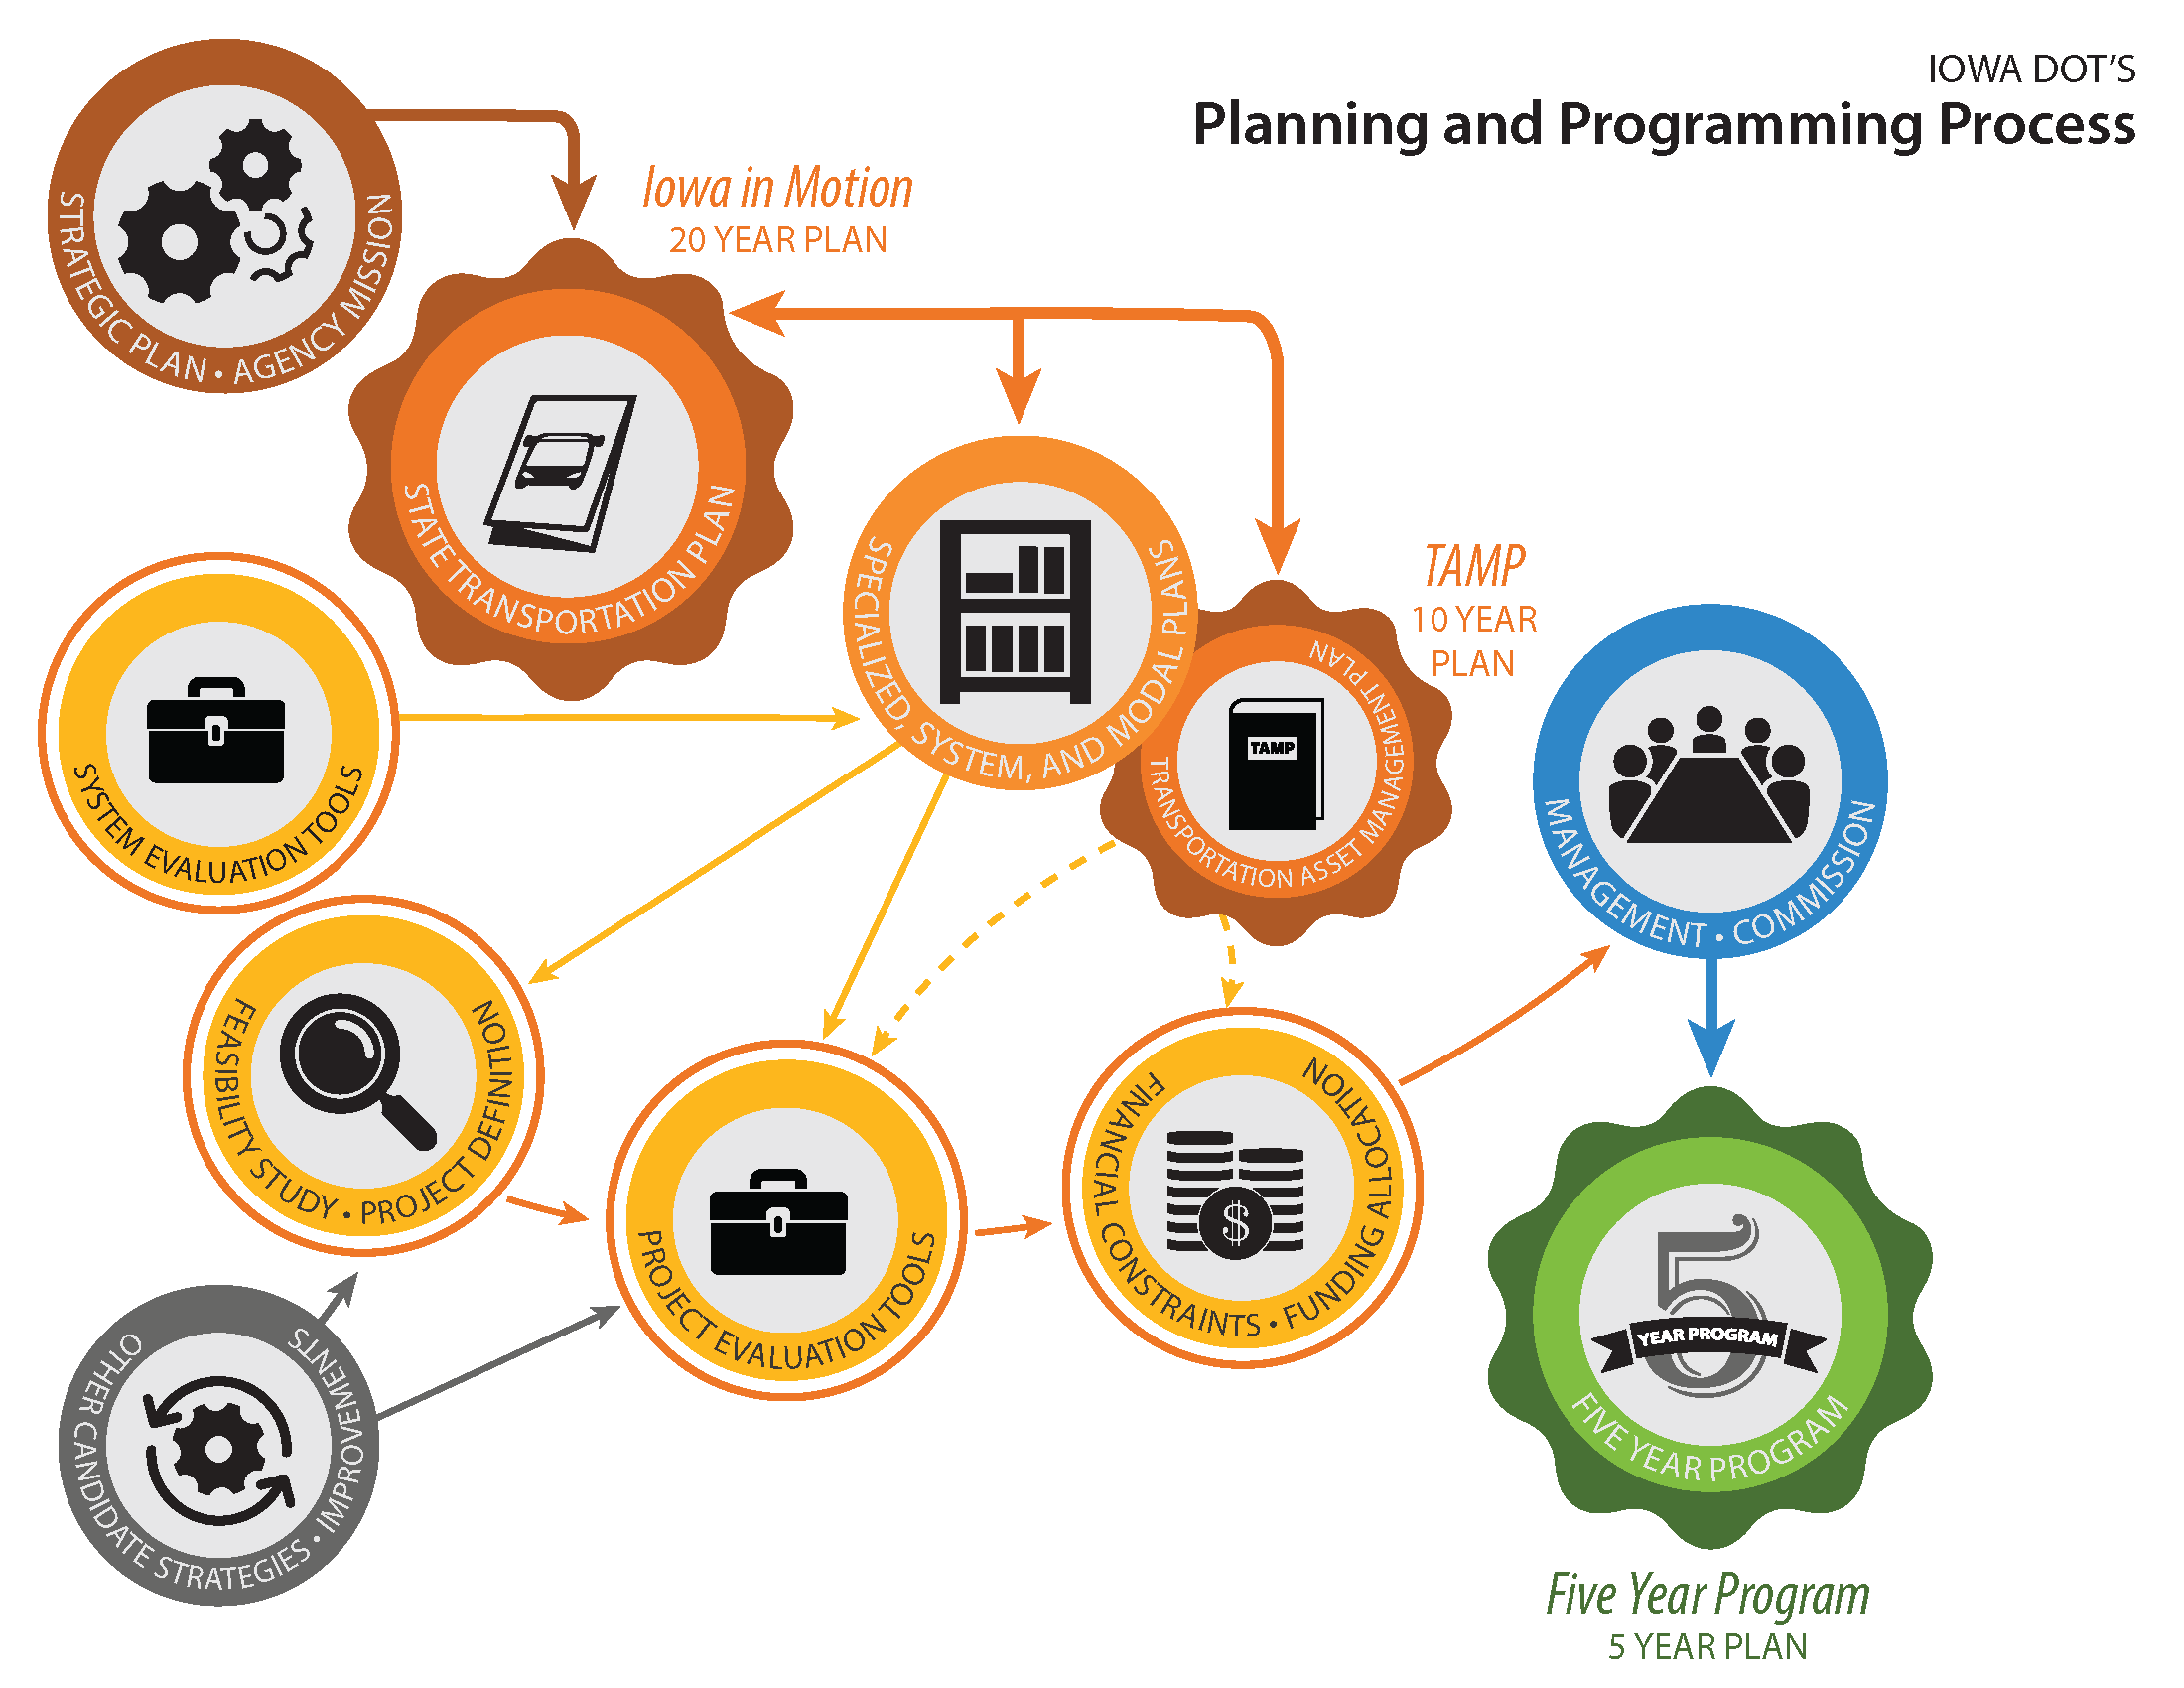 IOWA DOT'S
Planning and Programming Process
STRATEGIC PLAN • AGENCY MISSION
Iowa in Motion
20 YEAR PLAN
STATE TRANSPORTATION PLAN
SPECIALIZED, SYSTEM, AND MODAL PLANS
TAMP
10 YEAR
PLAN
TAMP
TRANSPORTATION ASSET MANAGEMENT PLAN
SYSTEM EVALUATION TOOLS
MANAGEMENT • COMMISSION
FEASIBILITY STUDY • PROJECT DEFINITION
PROJECT EVALUATION TOOLS
$
FINANCIAL CONSTRAINTS • FUNDING ALLOCATION
OTHER CANDIDATE STRATEGIES • IMPROVEMENTS
5
YEAR PROGRAM
FIVE YEAR PROGRAM
Five Year Program
5 YEAR PLAN